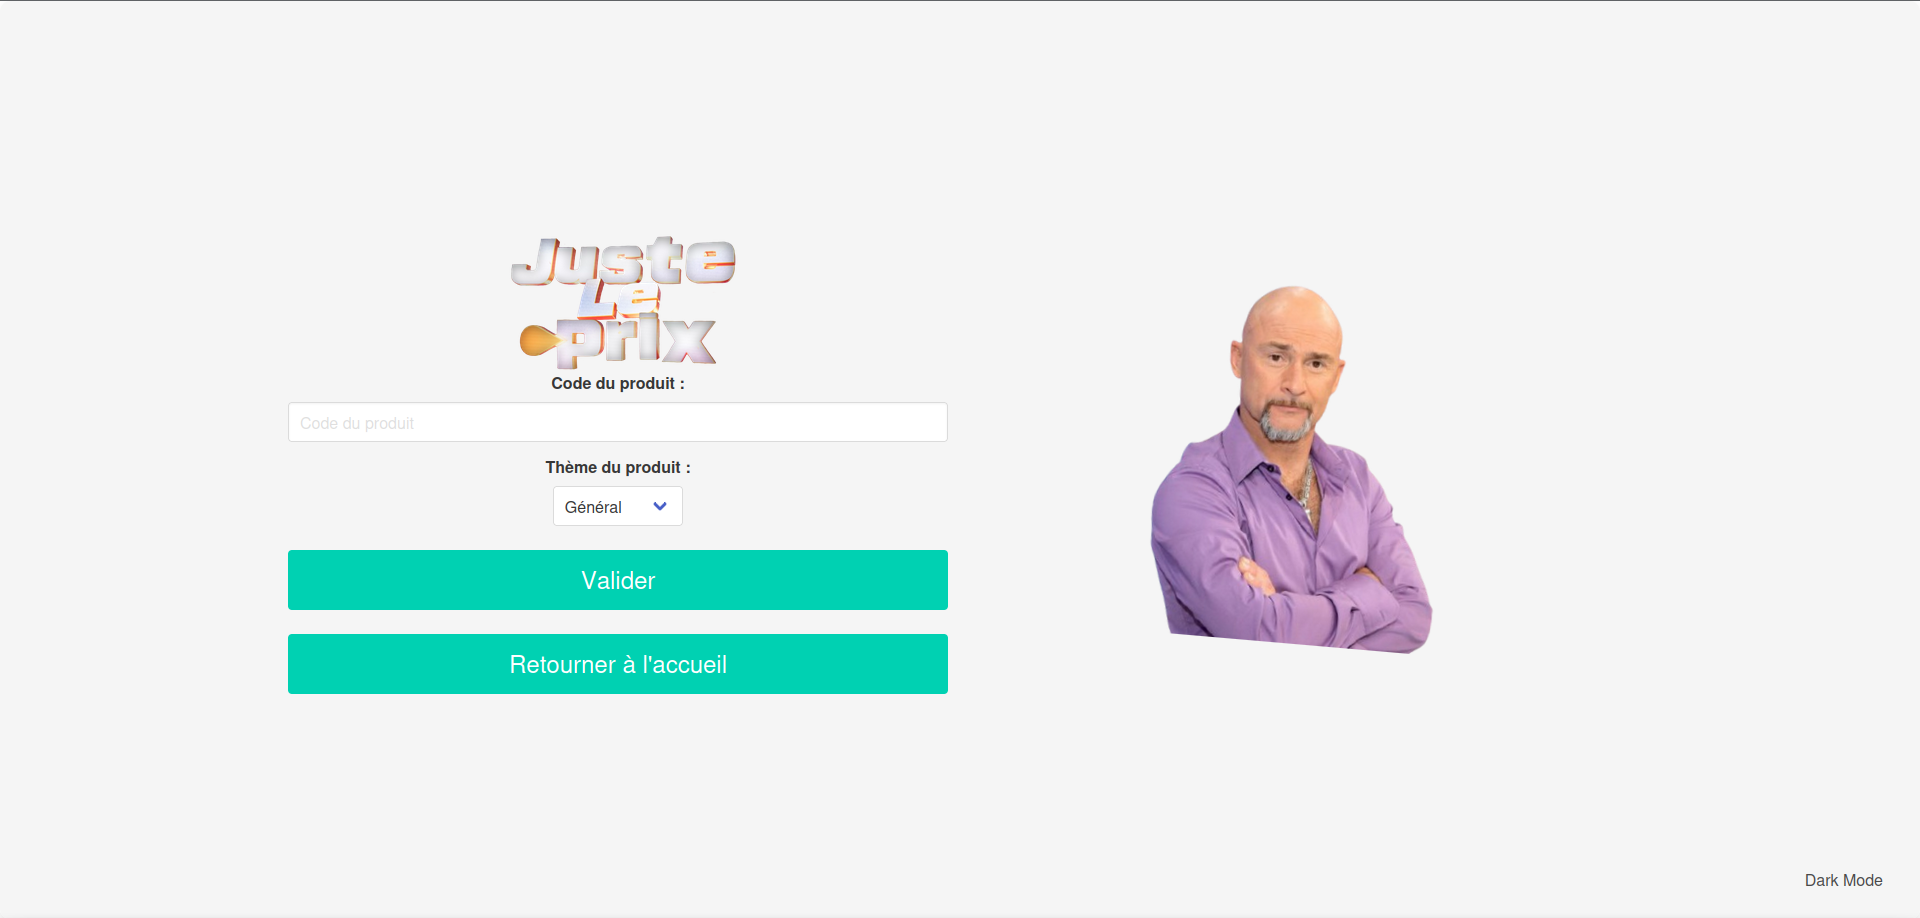 Juste
Le
prix
Code du produit :
Code du produit
Thème du produit :
Général
Valider
Retourner à l'accueil
Dark Mode